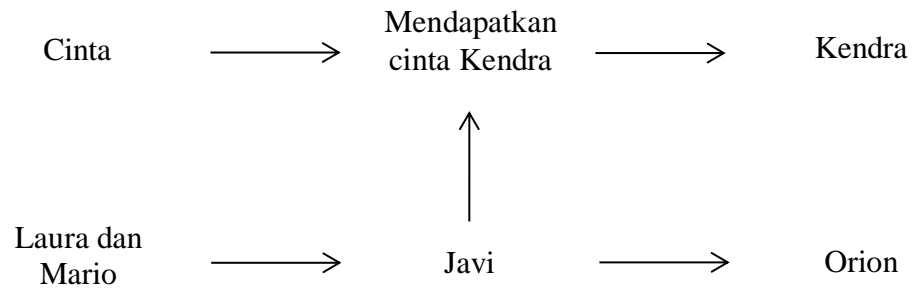 Cinta
Mendapatkan
cinta Kendra
Kendra
Laura dan
Mario
Javi
Orion